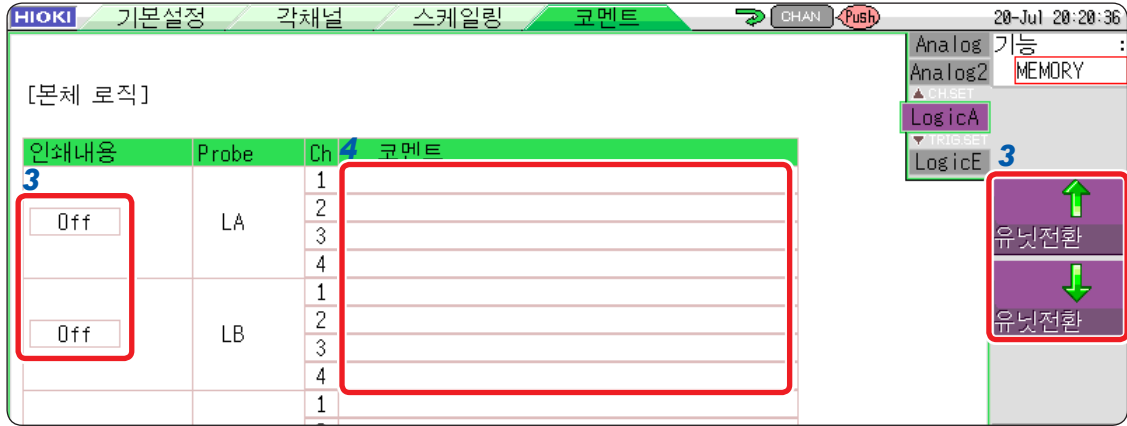 HIOKI 기본설정 각채널 스케일링 코멘트 CHAN Push 20-Jul 20:20:36
Analog 기능 :
Analog2 MEMORY
▲ CH.SET
[본체 로직]
LogicA
▼ TRIG.SET
LogicE 3
인쇄내용 Probe Ch 4 코멘트
3
1
Off LA 2
3
4
유닛전환
1
Off LB 2
3
4
유닛전환
1